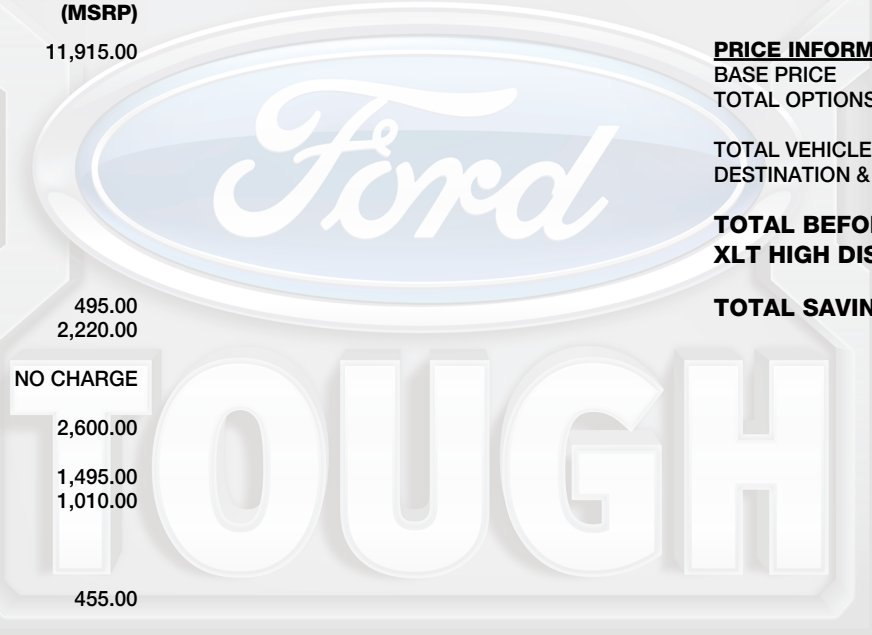 (MSRP)
11,915.00
495.00
2,220.00
NO CHARGE
2,600.00
1,495.00
1,010.00
455.00
PRICE INFORM
BASE PRICE
TOTAL OPTIONS
TOTAL VEHICLE
DESTINATION &
TOTAL BEFO
XLT HIGH DIS
TOTAL SAVIN
Ford
TOUGH